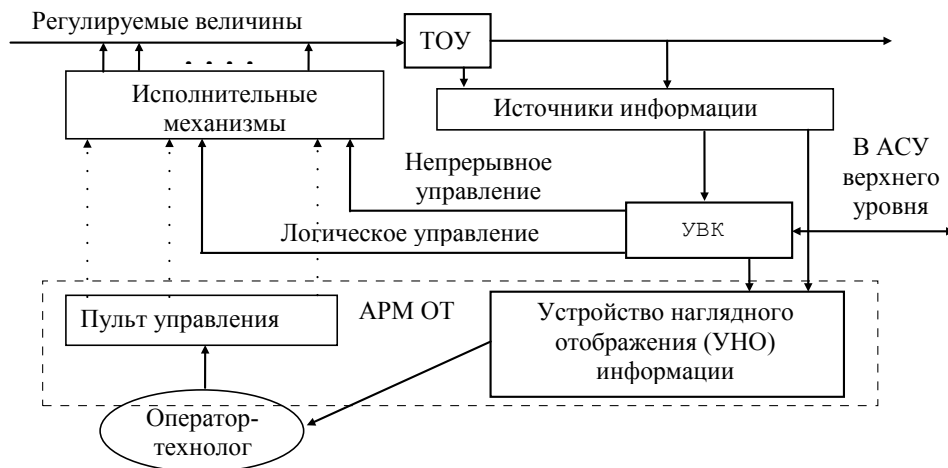 Регулируемые величины
ТОУ
. . . .
Исполнительные
механизмы
Источники информации
Непрерывное
управление
В АСУ
верхнего
уровня
Логическое управление
УВК
Пульт управления
АРМ ОТ
Устройство наглядного
отображения (УНО)
информации
Оператор-
технолог